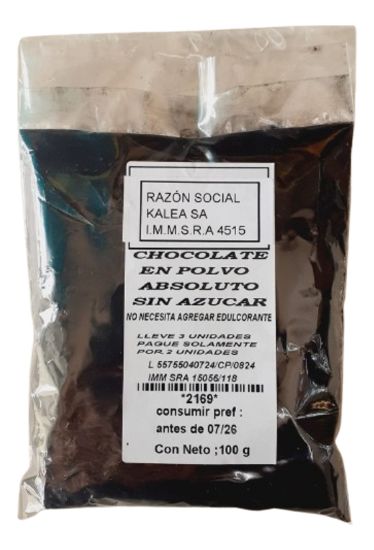 RAZÓN SOCIAL
KALEA SA
I.M.M.S.R.A 4515
CHOCOLATE
EN POLVO
ABSOLUTO
SIN AZUCAR
NO NECESITA AGREGAR EDULCORANTE
LLEVE 3 UNIDADES
PAGUE SOLAMENTE
POR 2 UNIDADES
L 55755040724/CP/0824
IMM SRA 15056/118
*2169*
consumir pref :
antes de 07/26
Con Neto ;100 g